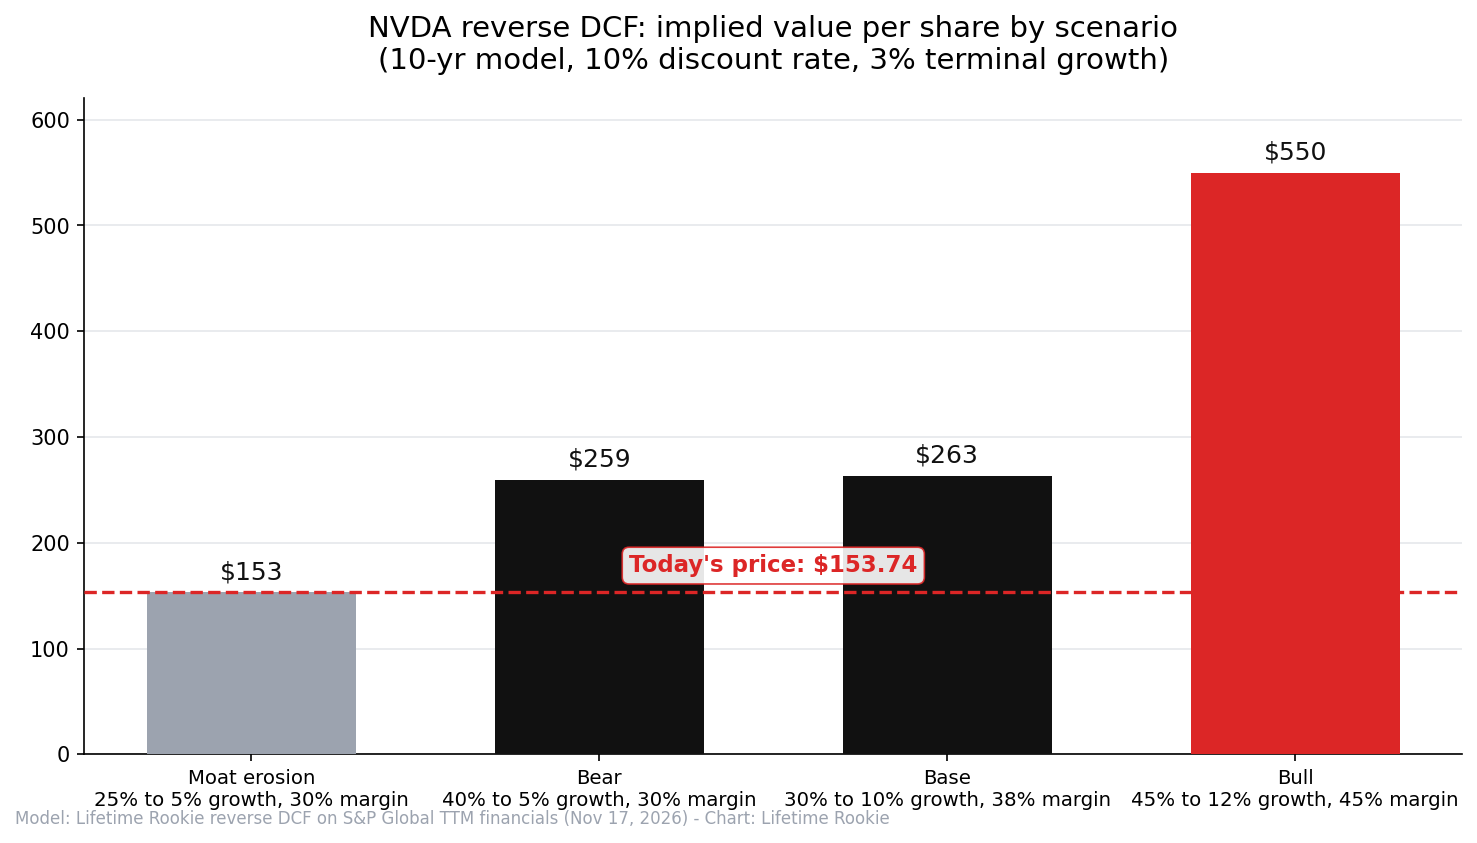 NVDA reverse DCF: implied value per share by scenario
(10-yr model, 10% discount rate, 3% terminal growth)
600
500
400
300
200
100
0
$153
$259
$263
$550
Today's price: $153.74
Moat erosion
25% to 5% growth, 30% margin
Bear
40% to 5% growth, 30% margin
Base
30% to 10% growth, 38% margin
Bull
45% to 12% growth, 45% margin
Model: Lifetime Rookie reverse DCF on S&P Global TTM financials (Nov 17, 2026) - Chart: Lifetime Rookie